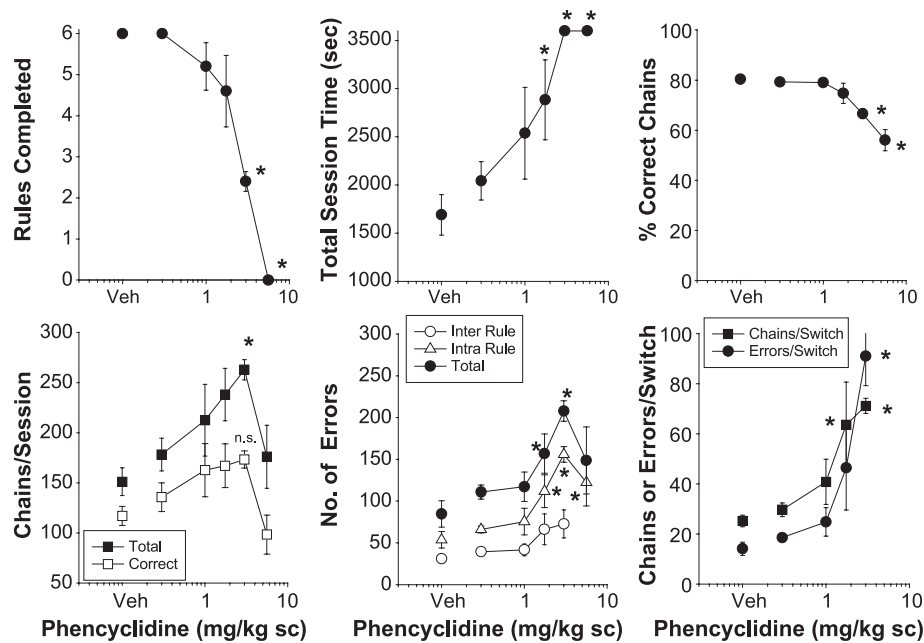 Rules Completed
6
5
4
3
2
1
0
*
*
Veh
1
10
Total Session Time (sec)
3500
3000
2500
2000
1500
1000
*
*
*
Veh
1
10
% Correct Chains
100
80
60
40
20
0
*
*
Veh
1
10
Chains/Session
300
250
200
150
100
50
0
*
n.s.
Total
Correct
Veh
1
10
Phencyclidine (mg/kg sc)
No. of Errors
Inter Rule
Intra Rule
Total
300
250
200
150
100
50
0
*
*
*
*
*
Veh
1
10
Phencyclidine (mg/kg sc)
Chains or Errors/Switch
Chains/Switch
Errors/Switch
100
80
60
40
20
0
*
*
*
Veh
1
10
Phencyclidine (mg/kg sc)